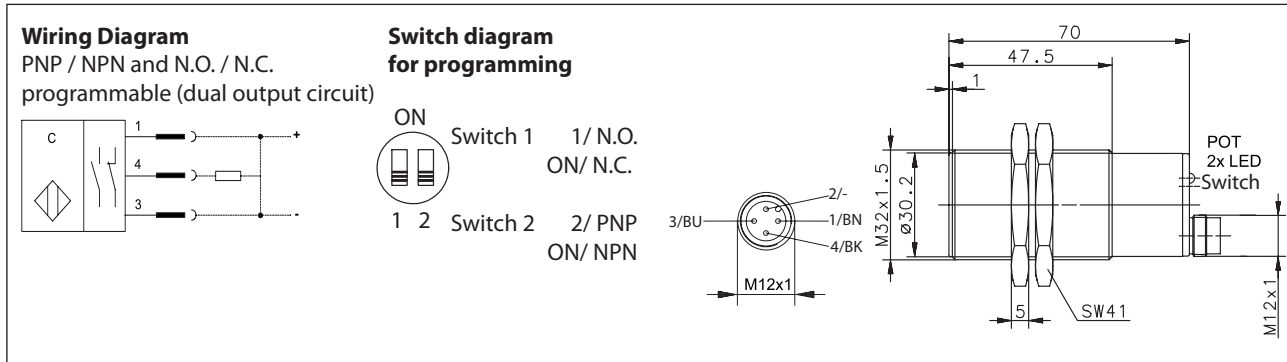 Wiring Diagram
PNP / NPN and N.O. / N.C.
programmable (dual output circuit)
C
1
+
4
3
-
Switch diagram
for programming
ON
Switch 1 1/ N.O.
ON/ N.C.
1 2
Switch 2 2/ PNP
ON/ NPN
2/-
3/BU
1/BN
4/BK
M12x1
70
47.5
1
M32x1.5
ø30.2
POT
2x LED
Switch
5
SW41
M12x1